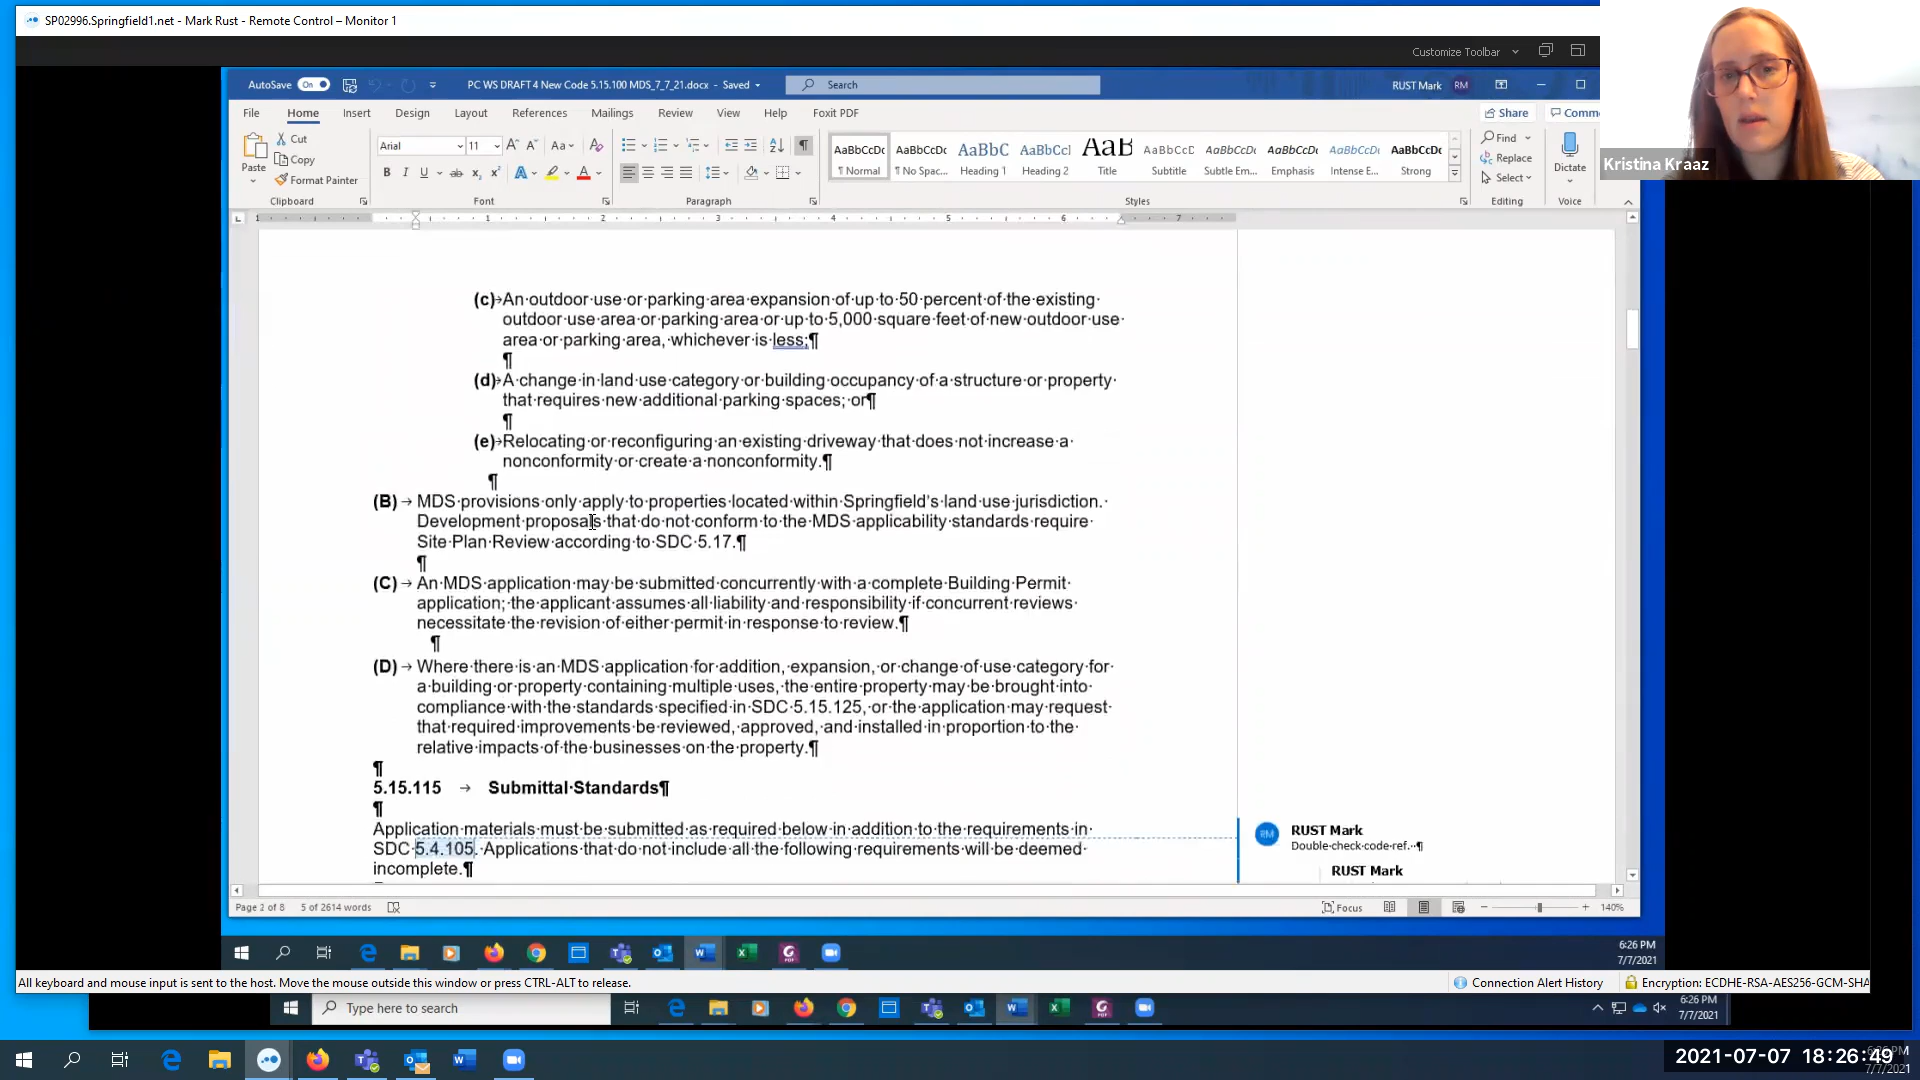 SP02996.Springfield1.net - Mark Rust - Remote Control – Monitor 1
Customize Toolbar
Kristina Kraaz
AutoSave On PC WS DRAFT 4 New Code 5.15.100 MDS_7_7_21.docx - Saved Search RUST Mark RM
File Home Insert Design Layout References Mailings Review View Help Foxit PDF Share Comme
Paste Cut Copy Format Painter
Arial 11
AaBbCcDc AaBbCcDc AaBbC AaBbCcl AaB AaBbCcD AaBbCcDc AaBbCcDc AaBbCcDc AaBbCcDc
¶ Normal ¶ No Spac... Heading 1 Heading 2 Title Subtitle Subtle Em... Emphasis Intense E... Strong
Find Replace Select Dictate
Clipboard Font Paragraph Styles Editing Voice
1 1 2 3 4 5 6 7
(c)→An·outdoor·use·or·parking·area·expansion·of·up·to·50·percent·of·the·existing·
outdoor·use·area·or·parking·area·or·up·to·5,000·square·feet·of·new·outdoor·use·
area·or·parking·area,·whichever·is·less;¶
¶
(d)→A·change·in·land·use·category·or·building·occupancy·of·a·structure·or·property·
that·requires·new·additional·parking·spaces;·or¶
¶
(e)→Relocating·or·reconfiguring·an·existing·driveway·that·does·not·increase·a·
nonconformity·or·create·a·nonconformity.¶
¶
(B)→MDS·provisions·only·apply·to·properties·located·within·Springfield's·land·use·jurisdiction.·
Development·proposals·that·do·not·conform·to·the·MDS·applicability·standards·require·
Site·Plan·Review·according·to·SDC·5.17.¶
¶
(C)→An·MDS·application·may·be·submitted·concurrently·with·a·complete·Building·Permit·
application;·the·applicant·assumes·all·liability·and·responsibility·if·concurrent·reviews·
necessitate·the·revision·of·either·permit·in·response·to·review.¶
¶
(D)→Where·there·is·an·MDS·application·for·addition,·expansion,·or·change·of·use·category·for·
a·building·or·property·containing·multiple·uses,·the·entire·property·may·be·brought·into·
compliance·with·the·standards·specified·in·SDC·5.15.125,·or·the·application·may·request·
that·required·improvements·be·reviewed,·approved,·and·installed·in·proportion·to·the·
relative·impacts·of·the·businesses·on·the·property.¶
¶
5.15.115→Submittal·Standards¶
¶
Application·materials·must·be·submitted·as·required·below·in·addition·to·the·requirements·in·
SDC·5.4.105.·Applications·that·do·not·include·all·the·following·requirements·will·be·deemed·
incomplete.¶
RM RUST Mark
Double·check·code·ref.··¶
RUST Mark
Page 2 of 8 5 of 2614 words Focus 140%
6:26 PM
7/7/2021
All keyboard and mouse input is sent to the host. Move the mouse outside this window or press CTRL-ALT to release. Connection Alert History Encryption: ECDHE-RSA-AES256-GCM-SHA
Type here to search
6:26 PM
7/7/2021
2021-07-07 18:26:49
7/7/2021